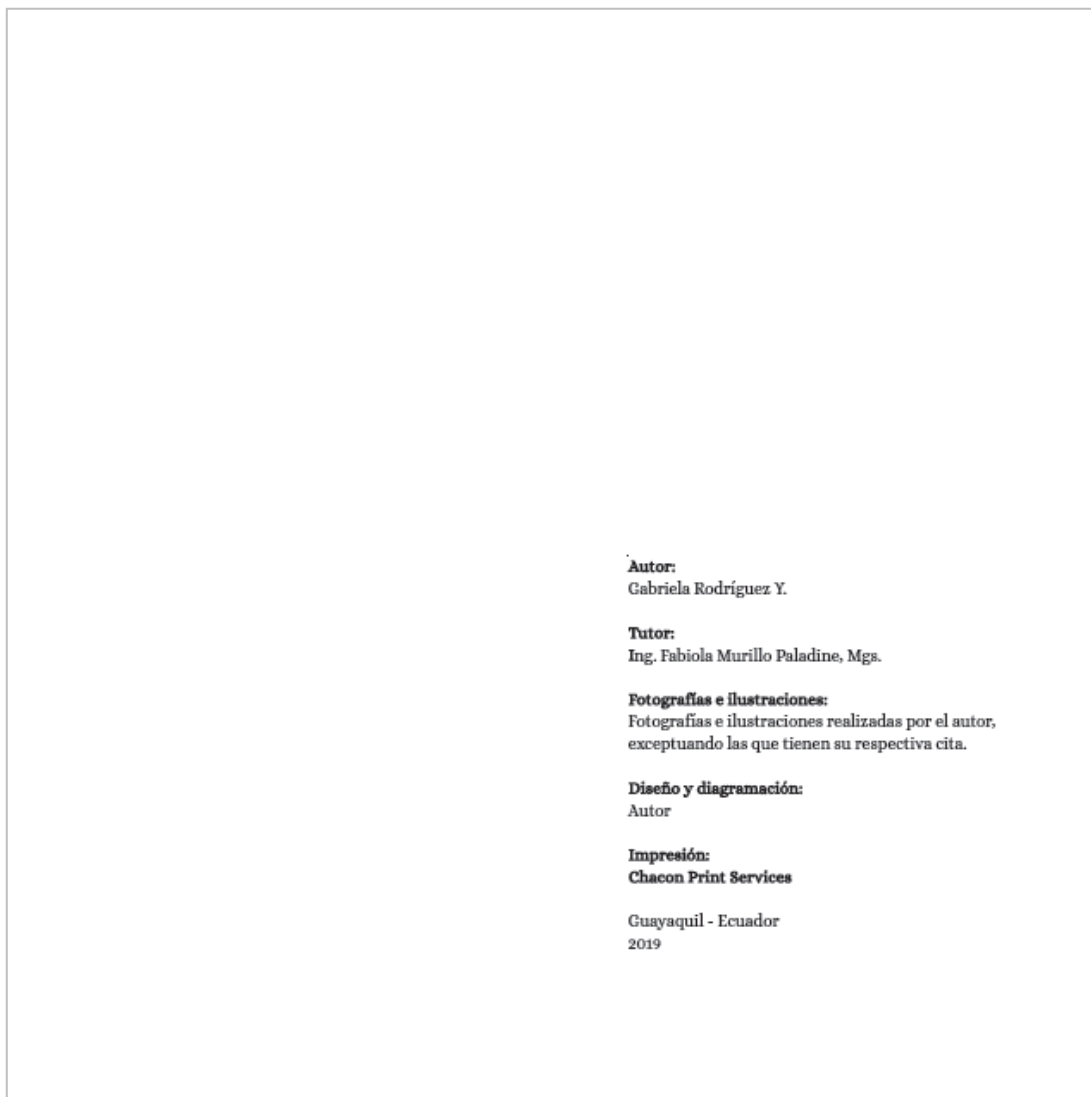 Autor:
Gabriela Rodríguez Y.
Tutor:
Ing. Fabiola Murillo Paladine, Mgs.
Fotografías e ilustraciones:
Fotografías e ilustraciones realizadas por el autor,
exceptuando las que tienen su respectiva cita.
Diseño y diagramación:
Autor
Impresión:
Chacon Print Services
Guayaquil - Ecuador
2019